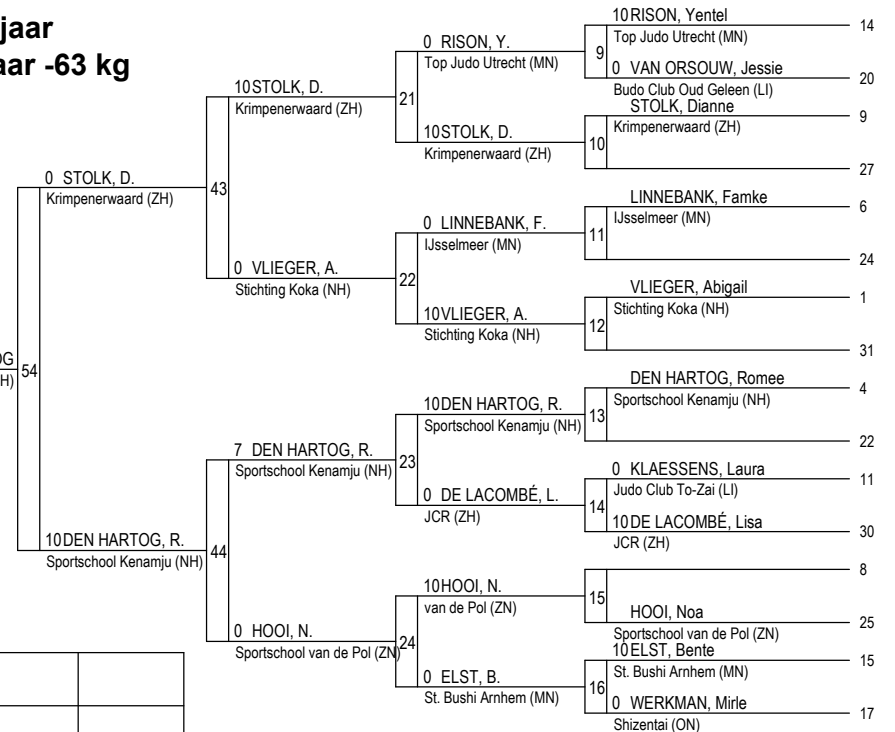 jaar
aar -63 kg
10 RISON, Yentel
Top Judo Utrecht (MN)
14
9
0 VAN ORSOUW, Jessie
Budo Club Oud Geleen (LI)
20
0 RISON, Y.
Top Judo Utrecht (MN)
21
10 STOLK, D.
Krimpenerwaard (ZH)
STOLK, Dianne
Krimpenerwaard (ZH)
9
10
27
10 STOLK, D.
Krimpenerwaard (ZH)
43
0 STOLK, D.
Krimpenerwaard (ZH)
LINNEBANK, Famke
IJsselmeer (MN)
6
11
24
0 LINNEBANK, F.
IJsselmeer (MN)
22
0 VLIEGER, A.
Stichting Koka (NH)
10 VLIEGER, A.
Stichting Koka (NH)
VLIEGER, Abigail
Stichting Koka (NH)
1
12
31
OG
H)
54
DEN HARTOG, Romee
Sportschool Kenamju (NH)
4
13
22
10 DEN HARTOG, R.
Sportschool Kenamju (NH)
23
7 DEN HARTOG, R.
Sportschool Kenamju (NH)
0 DE LACOMBÉ, L.
JCR (ZH)
0 KLAESSENS, Laura
Judo Club To-Zai (LI)
11
14
10 DE LACOMBÉ, Lisa
JCR (ZH)
30
10 DEN HARTOG, R.
Sportschool Kenamju (NH)
44
0 HOOI, N.
Sportschool van de Pol (ZN)
10 HOOI, N.
van de Pol (ZN)
24
0 ELST, B.
St. Bushi Arnhem (MN)
8
15
HOOI, Noa
Sportschool van de Pol (ZN)
25
10 ELST, Bente
St. Bushi Arnhem (MN)
15
16
0 WERKMAN, Mirle
Shizentai (ON)
17